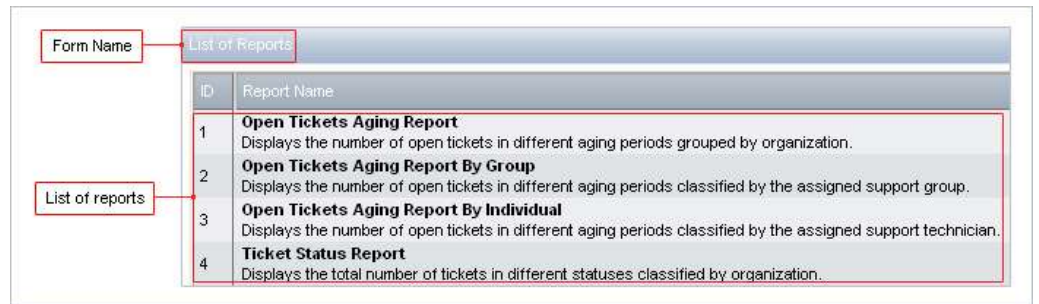 Form Name
List of Reports
ID Report Name
1
Open Tickets Aging Report
Displays the number of open tickets in different aging periods grouped by organization.
2
Open Tickets Aging Report By Group
Displays the number of open tickets in different aging periods classified by the assigned support group.
List of reports
3
Open Tickets Aging Report By Individual
Displays the number of open tickets in different aging periods classified by the assigned support technician.
4
Ticket Status Report
Displays the total number of tickets in different statuses classified by organization.